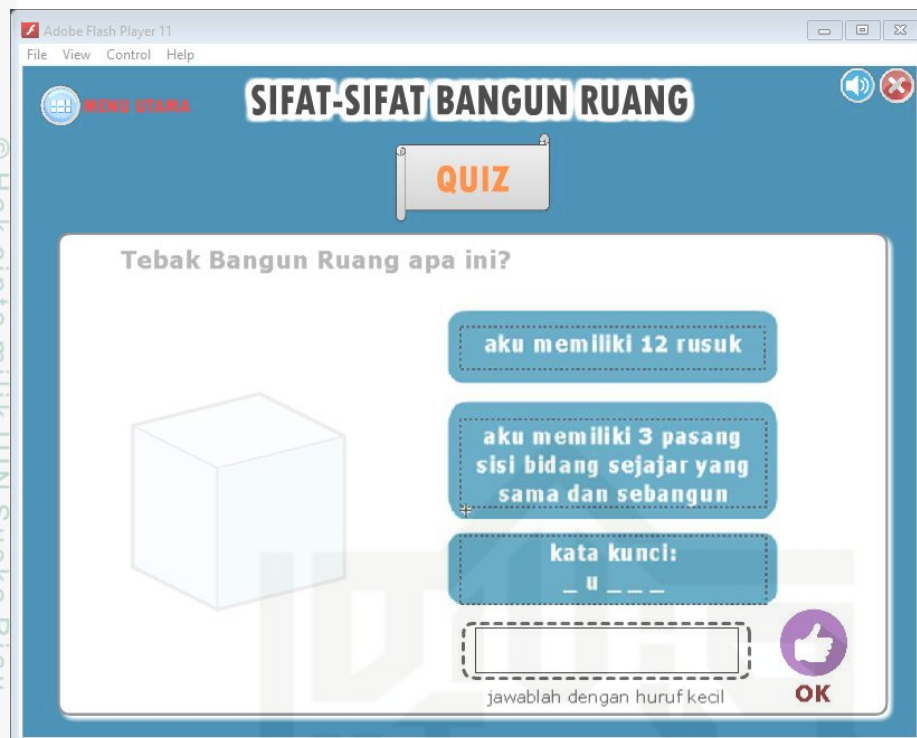 Adobe Flash Player 11
File View Control Help
MENU UTAMA
SIFAT-SIFAT BANGUN RUANG
QUIZ
Tebak Bangun Ruang apa ini?
aku memiliki 12 rusuk
aku memiliki 3 pasang
sisi bidang sejajar yang
sama dan sebangun
kata kunci:
_ u _ _ _
jawablah dengan huruf kecil
OK